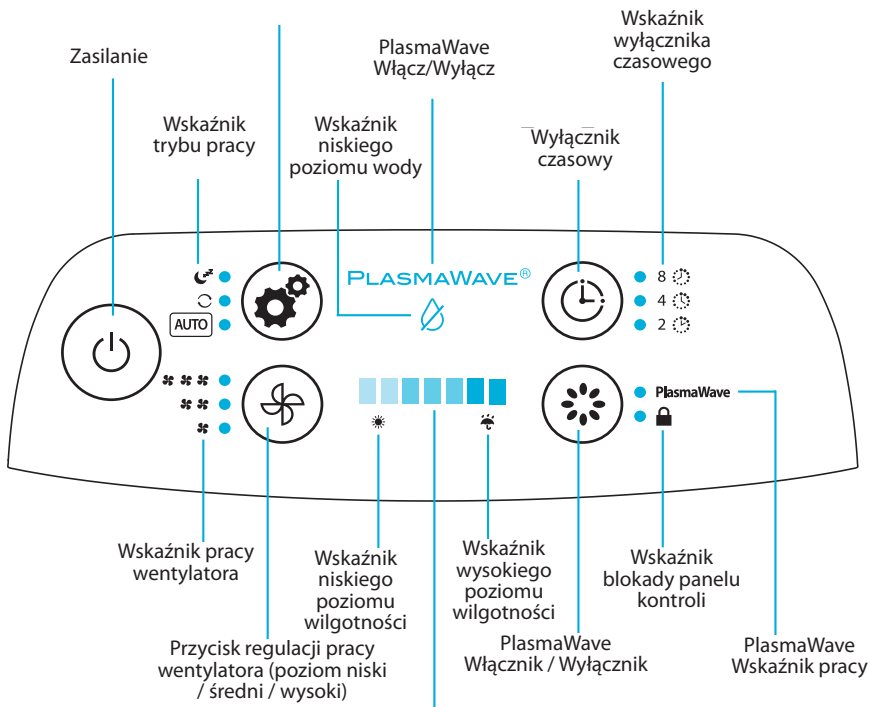 Zasilanie
PlasmaWave
Włącz/Wyłącz
Wskaźnik
wyłącznika
czasowego
Wskaźnik
trybu pracy
Wskaźnik
niskiego
poziomu wody
Wyłącznik
czasowy
PLASMAWAVE®
8
4
2
AUTO
PlasmaWave
Wskaźnik pracy
wentylatora
Wskaźnik
niskiego
poziomu
wilgotności
Wskaźnik
wysokiego
poziomu
wilgotności
Wskaźnik
blokady panelu
kontroli
Przycisk regulacji pracy
wentylatora (poziom niski
/ średni / wysoki)
PlasmaWave
Włącznik / Wyłącznik
PlasmaWave
Wskaźnik pracy